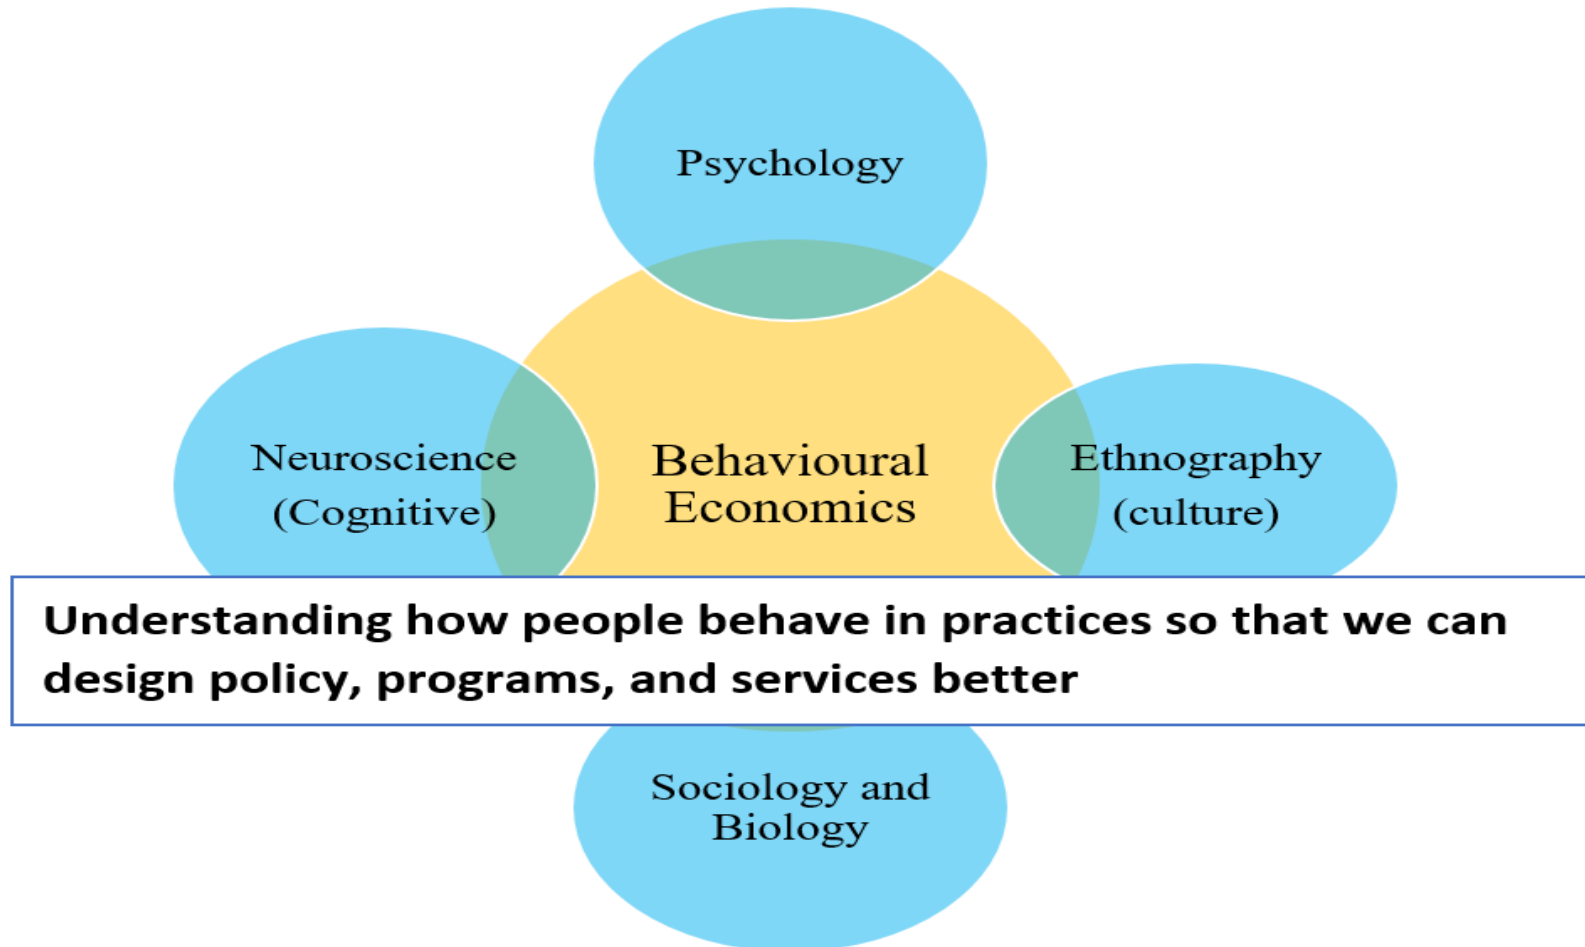 Psychology
Neuroscience
(Cognitive)
Behavioural
Economics
Ethnography
(culture)
Understanding how people behave in practices so that we can
design policy, programs, and services better
Sociology and
Biology